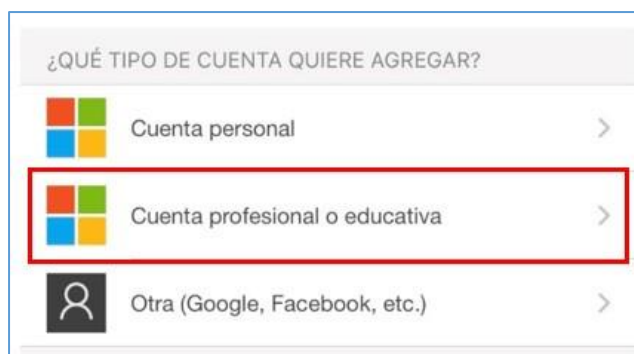 ¿QUÉ TIPO DE CUENTA QUIERE AGREGAR?
Cuenta personal
Cuenta profesional o educativa
Otra (Google, Facebook, etc.)